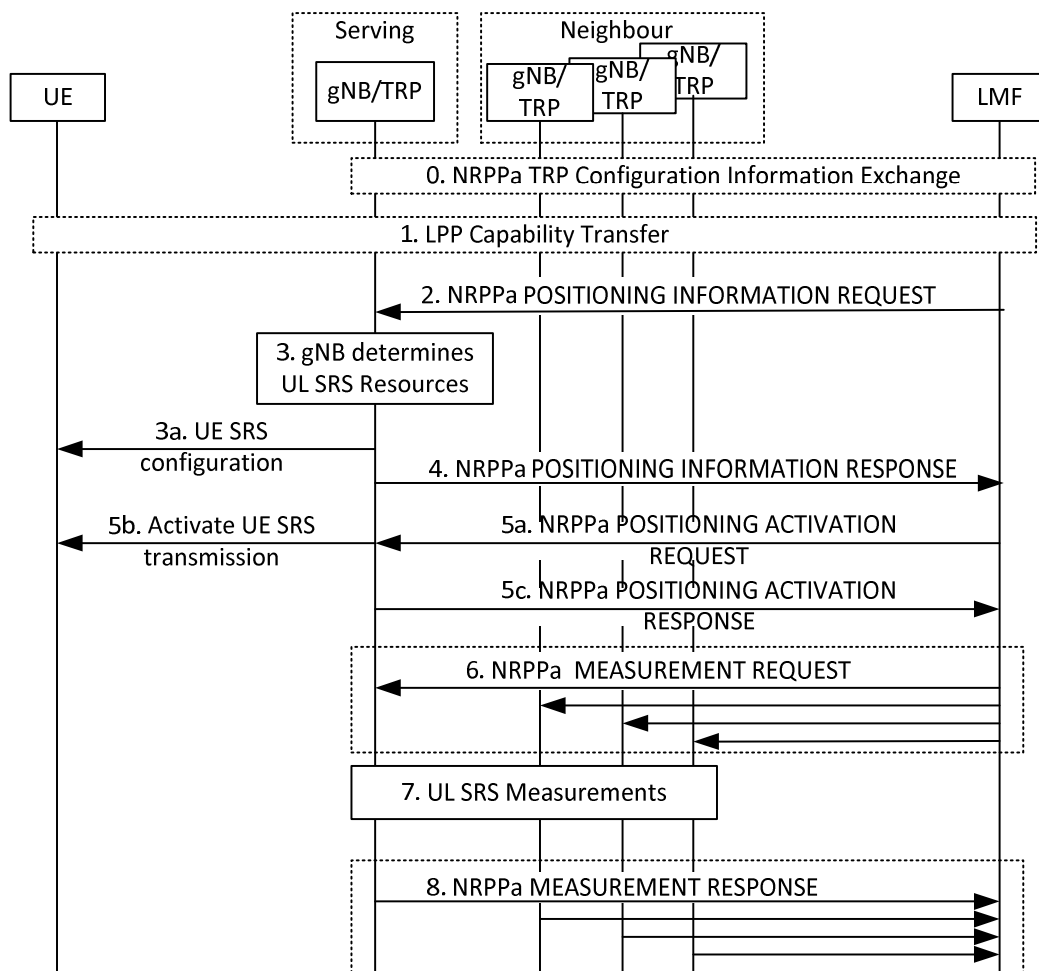 Serving
Neighbour
UE
gNB/TRP
gNB/
TRP
gNB/
TRP
gNB/
TRP
LMF
0. NRPPa TRP Configuration Information Exchange
1. LPP Capability Transfer
2. NRPPa POSITIONING INFORMATION REQUEST
3. gNB determines
UL SRS Resources
3a. UE SRS
configuration
4. NRPPa POSITIONING INFORMATION RESPONSE
5b. Activate UE SRS
transmission
5a. NRPPa POSITIONING ACTIVATION
REQUEST
5c. NRPPa POSITIONING ACTIVATION
RESPONSE
6. NRPPa MEASUREMENT REQUEST
7. UL SRS Measurements
8. NRPPa MEASUREMENT RESPONSE